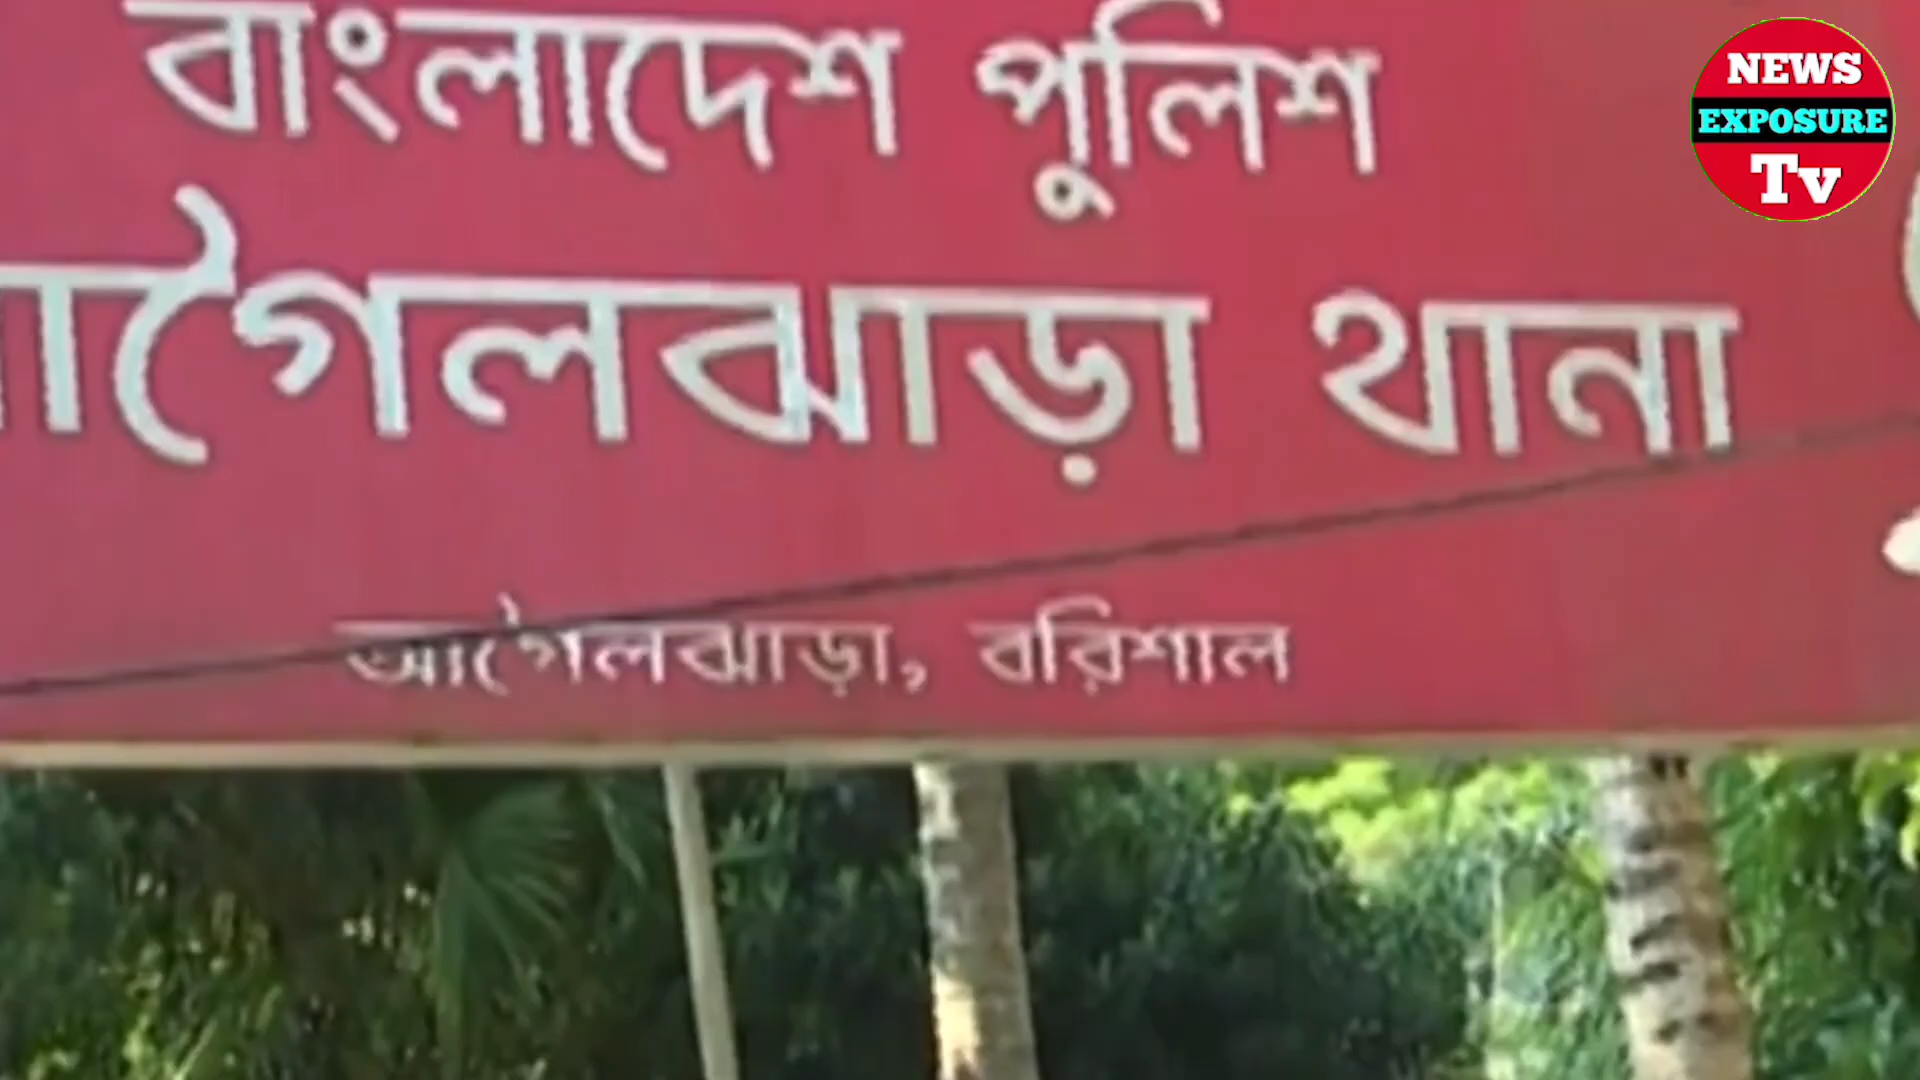 বাংলাদেশ পুলিশ
াগৈলঝাড়া থানা
আগৈলঝাড়া, বরিশাল
NEWS
EXPOSURE
Tv